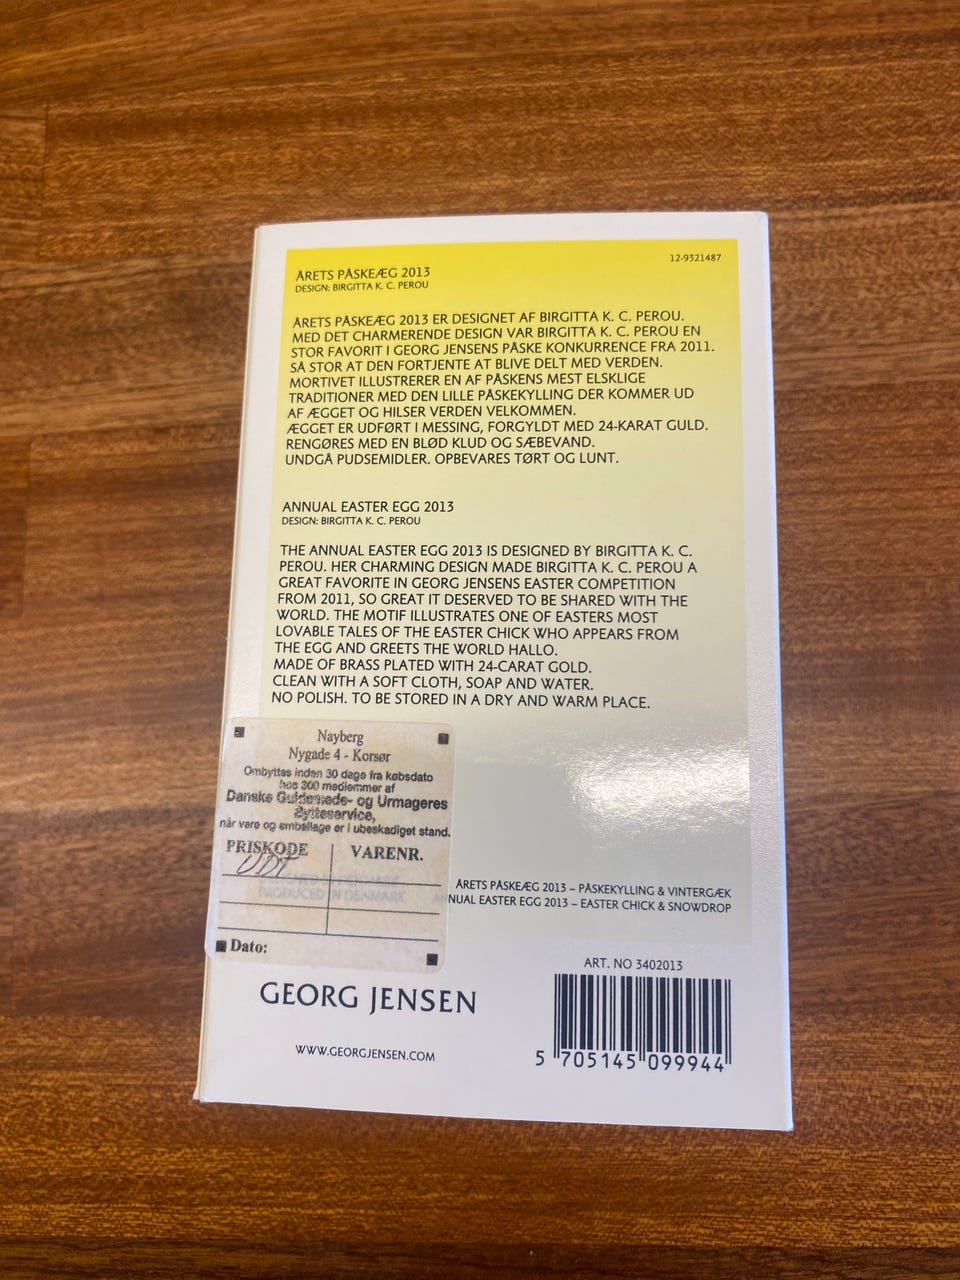 12-9321487
ÅRETS PÅSKEÆG 2013
DESIGN: BIRGITTA K. C. PEROU
ÅRETS PÅSKEÆG 2013 ER DESIGNET AF BIRGITTA K. C. PEROU.
MED DET CHARMERENDE DESIGN VAR BIRGITTA K. C. PEROU EN
STOR FAVORIT I GEORG JENSENS PÅSKE KONKURRENCE FRA 2011.
SÅ STOR AT DEN FORTJENTE AT BLIVE DELT MED VERDEN.
MORTIVET ILLUSTRERER EN AF PÅSKENS MEST ELSKLIGE
TRADITIONER MED DEN LILLE PÅSKEKYLLING DER KOMMER UD
AF ÆGGET OG HILSER VERDEN VELKOMMEN.
ÆGGET ER UDFØRT I MESSING, FORGYLDT MED 24-KARAT GULD.
RENGØRES MED EN BLØD KLUD OG SÆBEVAND.
UNDGÅ PUDSEMIDLER. OPBEVARES TØRT OG LUNT.
ANNUAL EASTER EGG 2013
DESIGN: BIRGITTA K. C. PEROU
THE ANNUAL EASTER EGG 2013 IS DESIGNED BY BIRGITTA K. C.
PEROU. HER CHARMING DESIGN MADE BIRGITTA K. C. PEROU A
GREAT FAVORITE IN GEORG JENSENS EASTER COMPETITION
FROM 2011, SO GREAT IT DESERVED TO BE SHARED WITH THE
WORLD. THE MOTIF ILLUSTRATES ONE OF EASTERS MOST
LOVABLE TALES OF THE EASTER CHICK WHO APPEARS FROM
THE EGG AND GREETS THE WORLD HALLO.
MADE OF BRASS PLATED WITH 24-CARAT GOLD.
CLEAN WITH A SOFT CLOTH, SOAP AND WATER.
NO POLISH. TO BE STORED IN A DRY AND WARM PLACE.
Nayberg
Nygade 4 - Korsør
Ombyttes inden 30 dage fra købsdato
hos 300 medlemmer af
Danske Guldsmede- og Urmageres
Bytteservice,
når vare og emballage er i ubeskadiget stand.
PRISKODE VARENR.
PRODUCED IN DENMARK
Dato:
ÅRETS PÅSKEÆG 2013 – PÅSKEKYLLING & VINTERGÆK
ANNUAL EASTER EGG 2013 – EASTER CHICK & SNOWDROP
ART. NO 3402013
GEORG JENSEN
WWW.GEORGJENSEN.COM
5 705145 099944